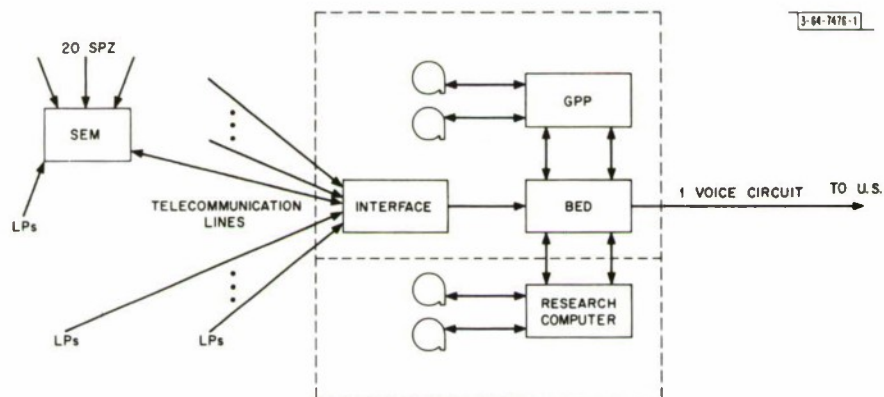 3-64-7476-1
20 SPZ
SEM
LPs
TELECOMMUNICATION
LINES
INTERFACE
GPP
BED
1 VOICE CIRCUIT
TO U.S.
RESEARCH
COMPUTER
LPs
LPs